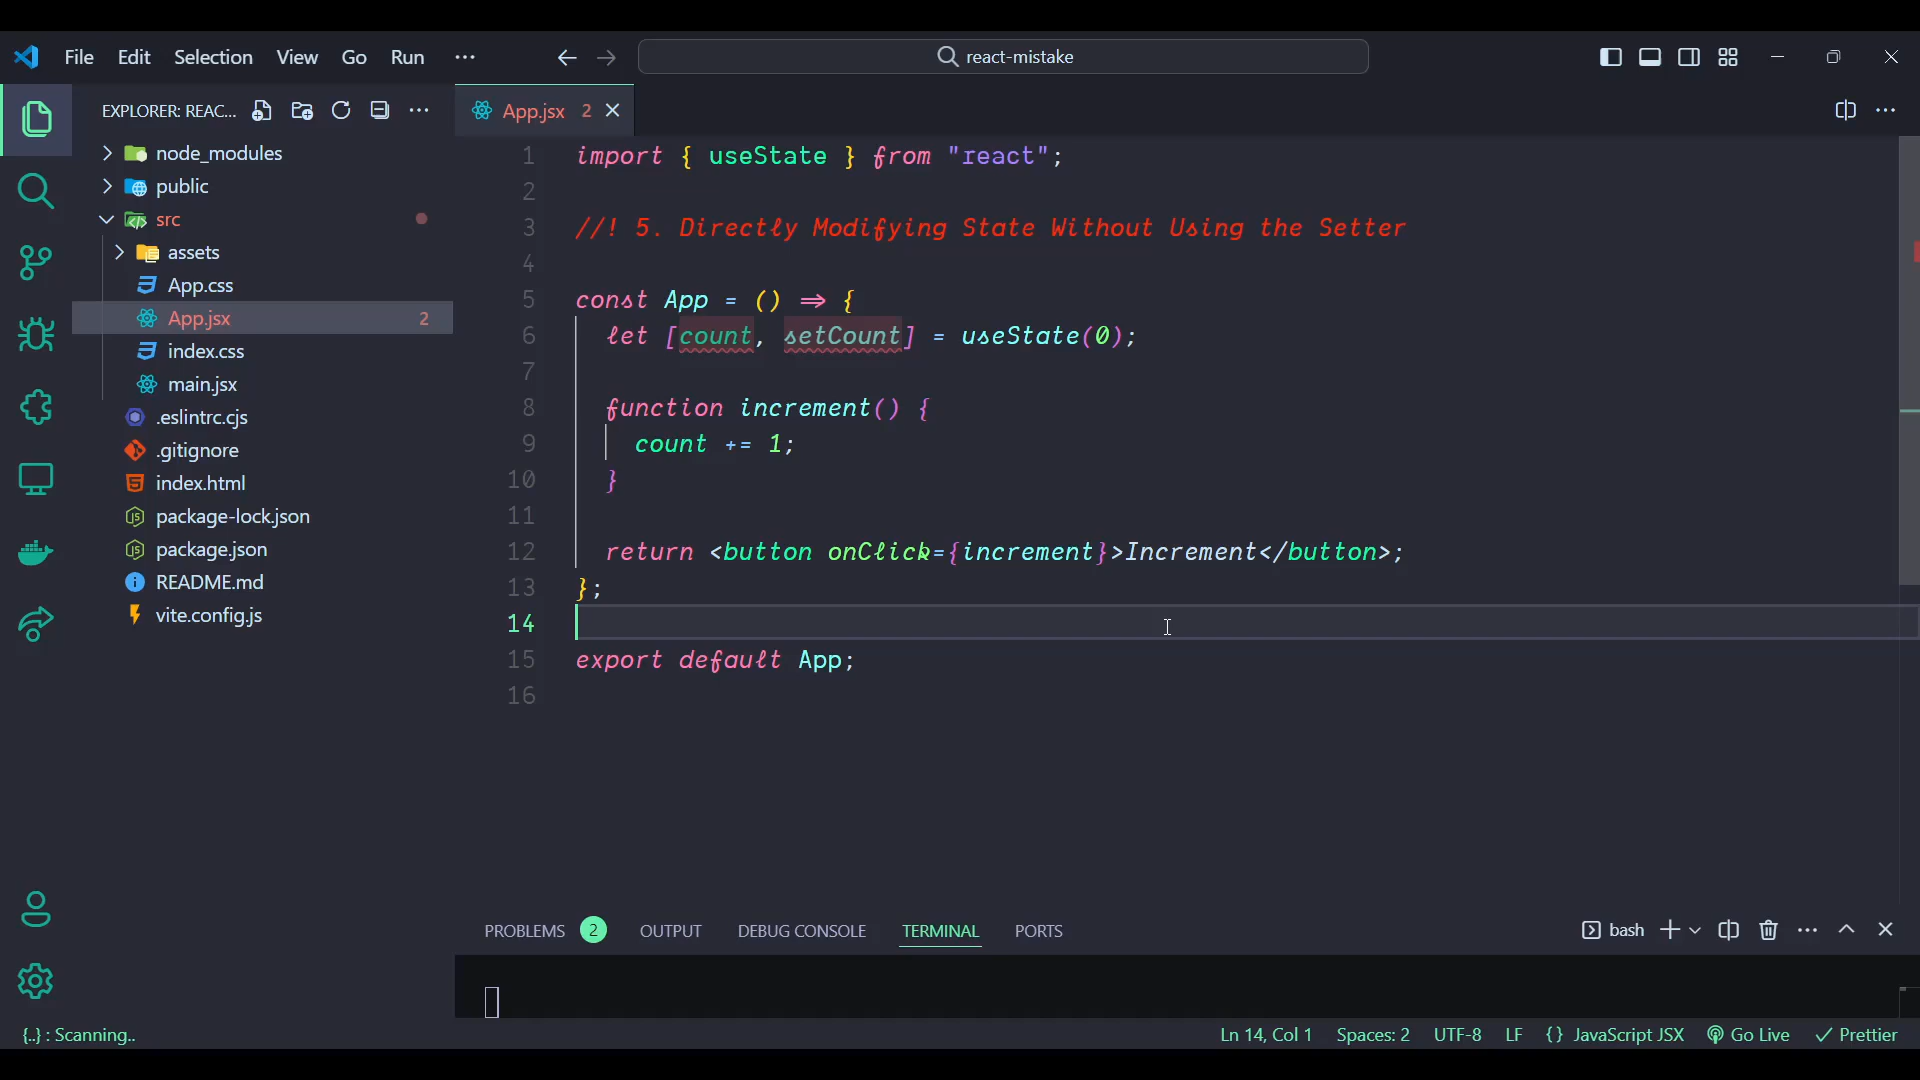 File Edit Selection View Go Run ··· react-mistake
EXPLORER: REAC... ···
node_modules
public
src
assets
App.css
App.jsx 2
index.css
main.jsx
.eslintrc.cjs
.gitignore
index.html
package-lock.json
package.json
README.md
vite.config.js
App.jsx 2
1 import { useState } from "react";
2
3 //! 5. Directly Modifying State Without Using the Setter
4
5 const App = () => {
6 let [count, setCount] = useState(0);
7
8 function increment() {
9 count += 1;
10 }
11
12 return <button onClick={increment}>Increment</button>;
13 };
14
15 export default App;
16
PROBLEMS 2 OUTPUT DEBUG CONSOLE TERMINAL PORTS bash
{..} : Scanning.. Ln 14, Col 1 Spaces: 2 UTF-8 LF {} JavaScript JSX Go Live Prettier